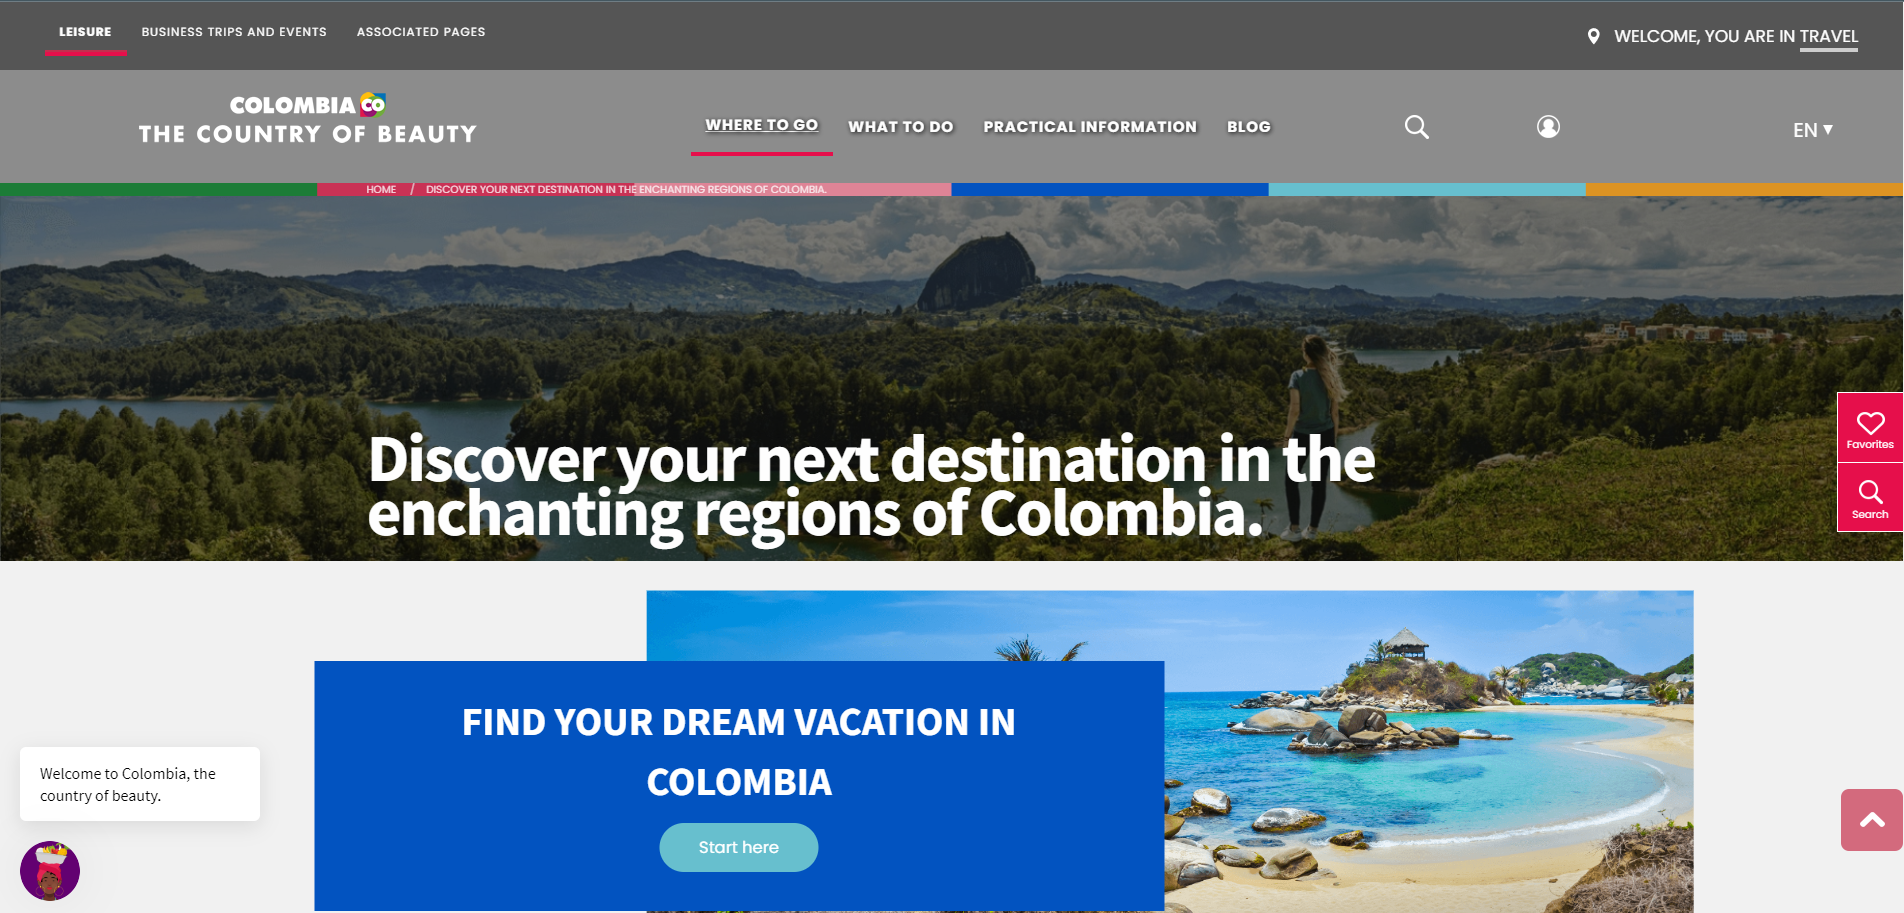 LEISURE
BUSINESS TRIPS AND EVENTS
ASSOCIATED PAGES
WELCOME, YOU ARE IN TRAVEL
COLOMBIA CO
THE COUNTRY OF BEAUTY
WHERE TO GO
WHAT TO DO
PRACTICAL INFORMATION
BLOG
EN
HOME / DISCOVER YOUR NEXT DESTINATION IN THE ENCHANTING REGIONS OF COLOMBIA.
Discover your next destination in the
enchanting regions of Colombia.
Favorites
Search
FIND YOUR DREAM VACATION IN
COLOMBIA
Start here
Welcome to Colombia, the
country of beauty.